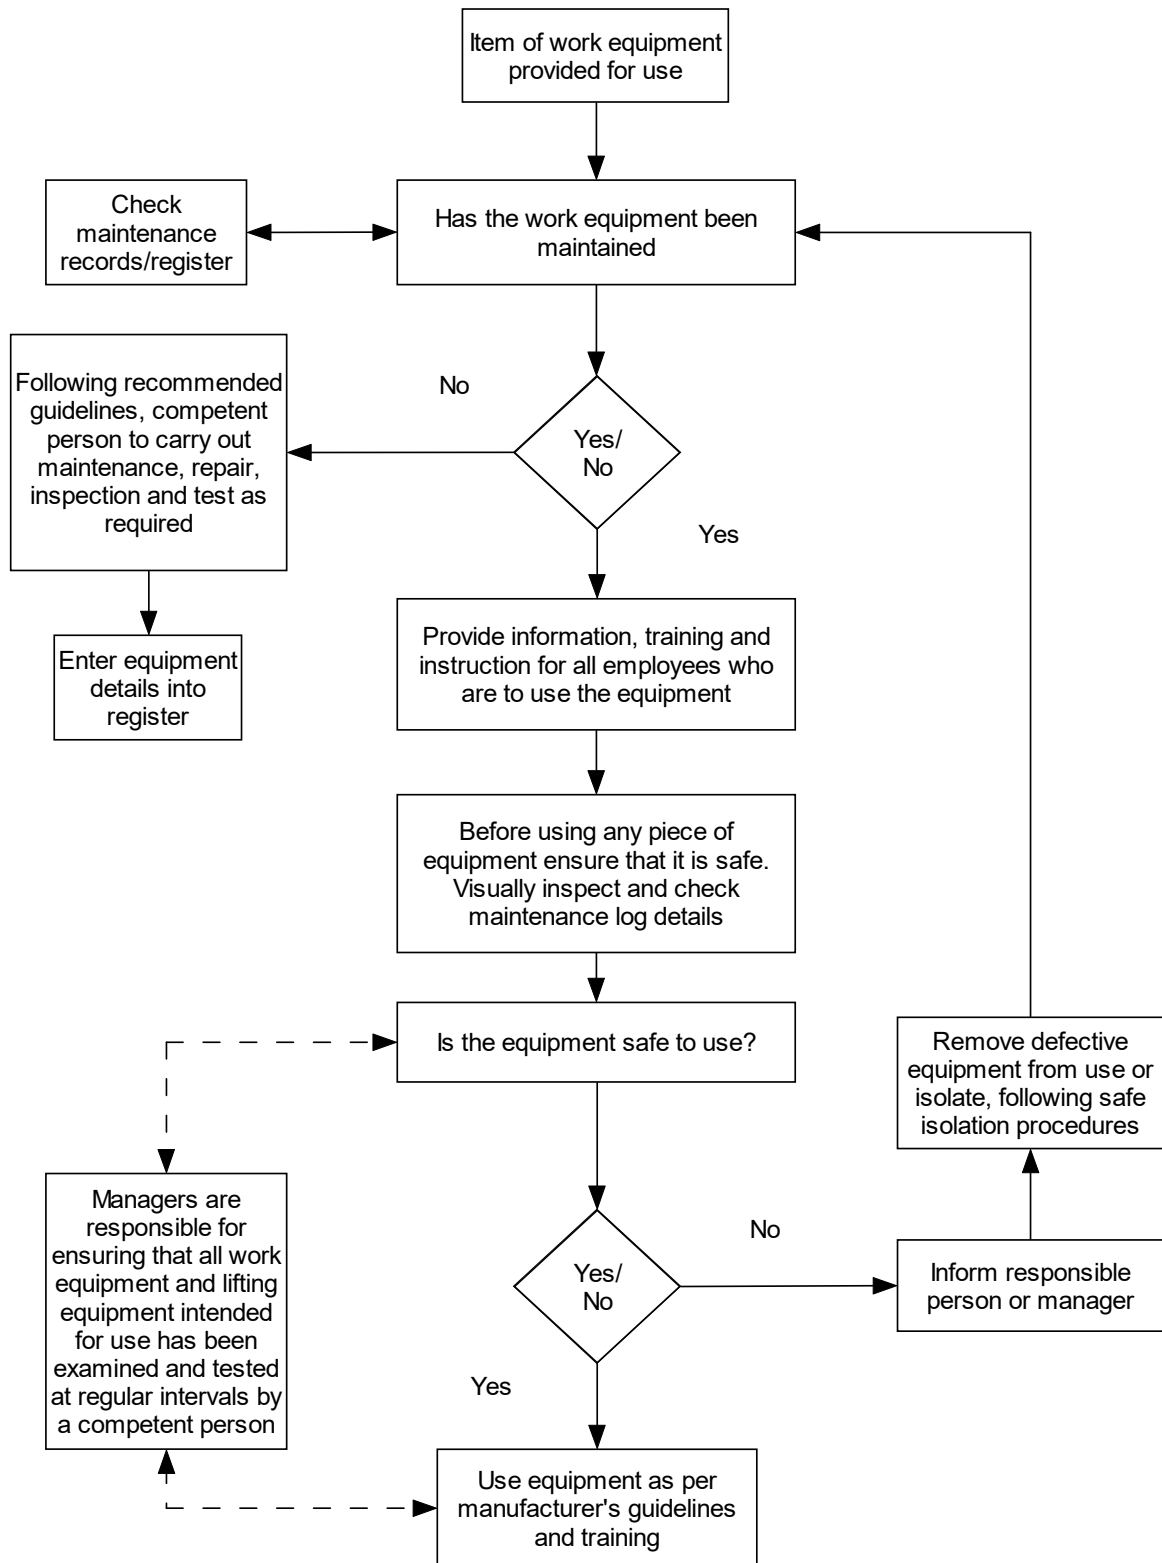 Item of work equipment
provided for use
Check
maintenance
records/register
Has the work equipment been
maintained
Following recommended
guidelines, competent
person to carry out
maintenance, repair,
inspection and test as
required
No
Yes/
No
Yes
Enter equipment
details into
register
Provide information, training and
instruction for all employees who
are to use the equipment
Before using any piece of
equipment ensure that it is safe.
Visually inspect and check
maintenance log details
Is the equipment safe to use?
Remove defective
equipment from use or
isolate, following safe
isolation procedures
Managers are
responsible for
ensuring that all work
equipment and lifting
equipment intended
for use has been
examined and tested
at regular intervals by
a competent person
Yes/
No
No
Inform responsible
person or manager
Yes
Use equipment as per
manufacturer's guidelines
and training